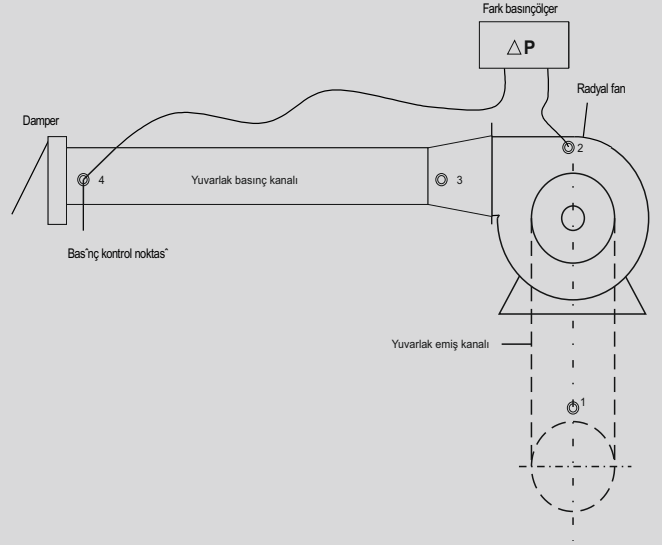 Fark basınçölçer
△P
Radyal fan
Damper
2
4
Yuvarlak basınç kanalı
3
Basˆnç kontrol noktasˆ
Yuvarlak emiş kanalı
1